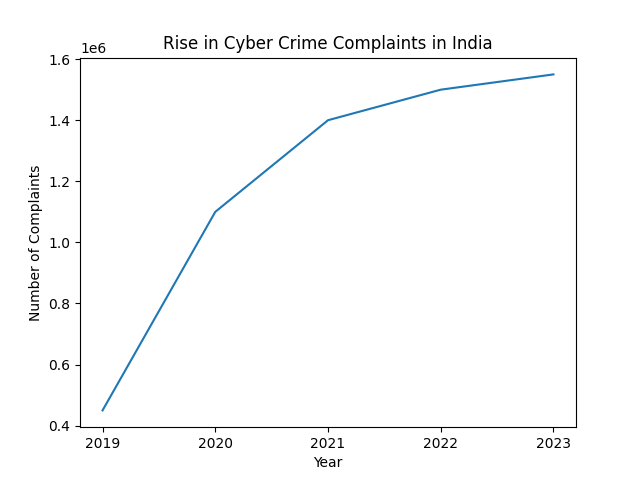 Rise in Cyber Crime Complaints in India
1e6
1.6
1.4
1.2
1.0
0.8
0.6
0.4
Number of Complaints
2019 2020 2021 2022 2023
Year